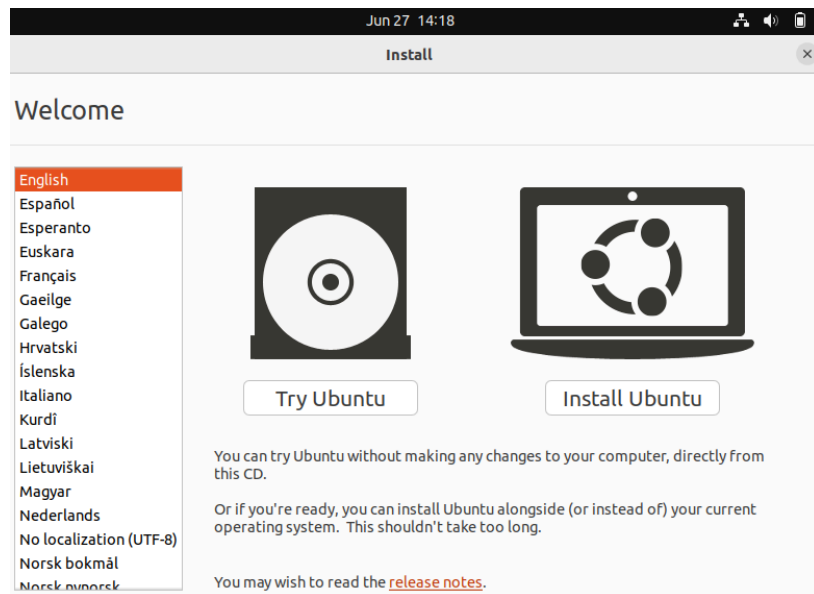 Jun 27 14:18
Install
Welcome
English
Español
Esperanto
Euskara
Français
Gaeilge
Galego
Hrvatski
Íslenska
Italiano
Kurdî
Latviski
Lietuviškai
Magyar
Nederlands
No localization (UTF-8)
Norsk bokmål
Norsk nynorsk
Try Ubuntu
Install Ubuntu
You can try Ubuntu without making any changes to your computer, directly from
this CD.
Or if you're ready, you can install Ubuntu alongside (or instead of) your current
operating system. This shouldn't take too long.
You may wish to read the release notes.